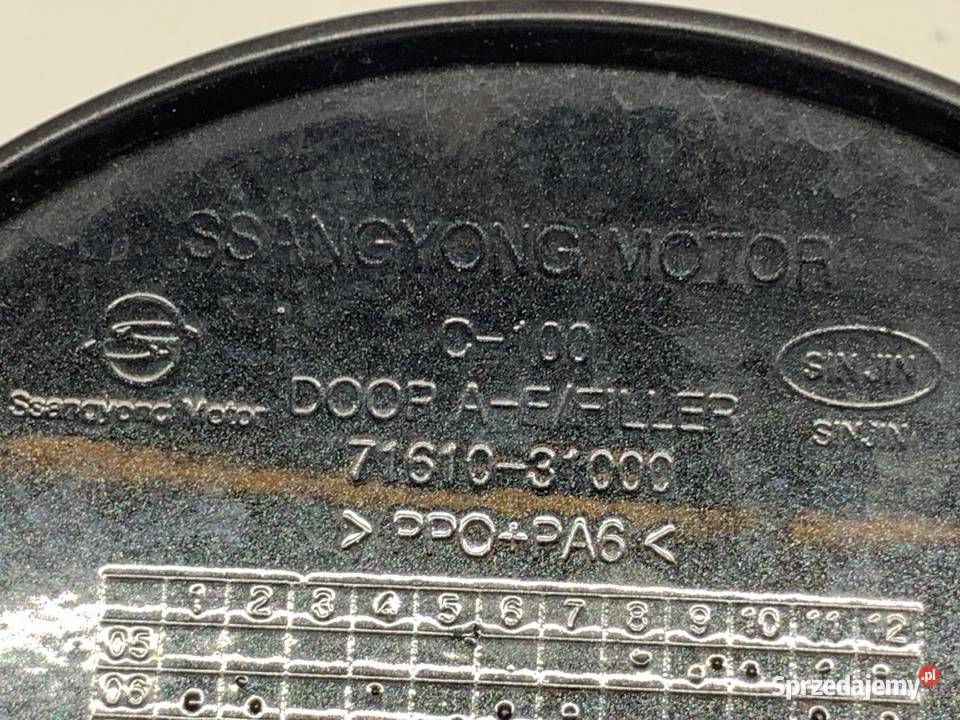 SSANGYONG MOTOR
C-100
Ssangyong Motor
DOOR A-F/FILLER
SINJIN
SINJIN
71610-31000
> PPO+PA6 <
1 2 3 4 5 6 7 8 9 10 11 12
05
06
Sprzedajemy.pl